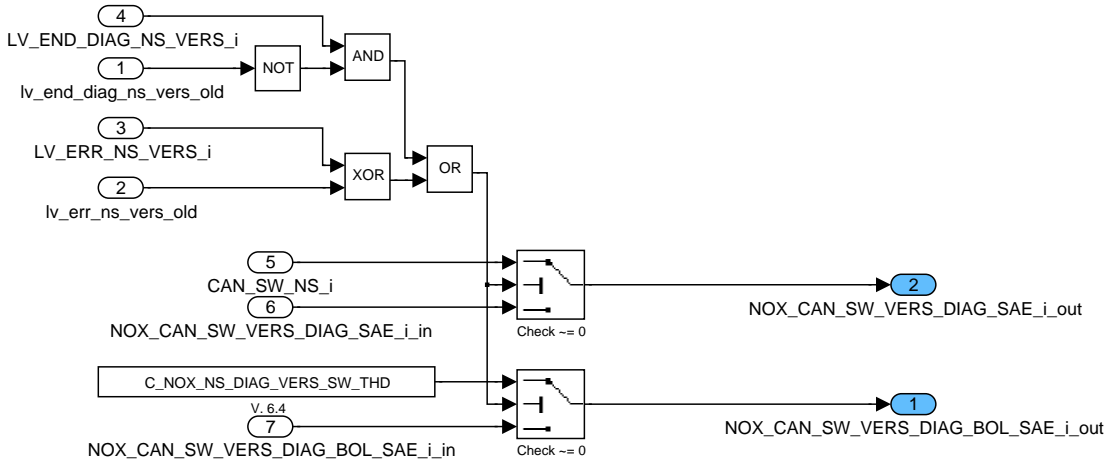 4
LV_END_DIAG_NS_VERS_i
1
lv_end_diag_ns_vers_old
NOT
AND
3
LV_ERR_NS_VERS_i
2
lv_err_ns_vers_old
XOR
OR
5
CAN_SW_NS_i
6
NOX_CAN_SW_VERS_DIAG_SAE_i_in
Check ~= 0
2
NOX_CAN_SW_VERS_DIAG_SAE_i_out
C_NOX_NS_DIAG_VERS_SW_THD
V. 6.4
7
NOX_CAN_SW_VERS_DIAG_BOL_SAE_i_in
Check ~= 0
1
NOX_CAN_SW_VERS_DIAG_BOL_SAE_i_out